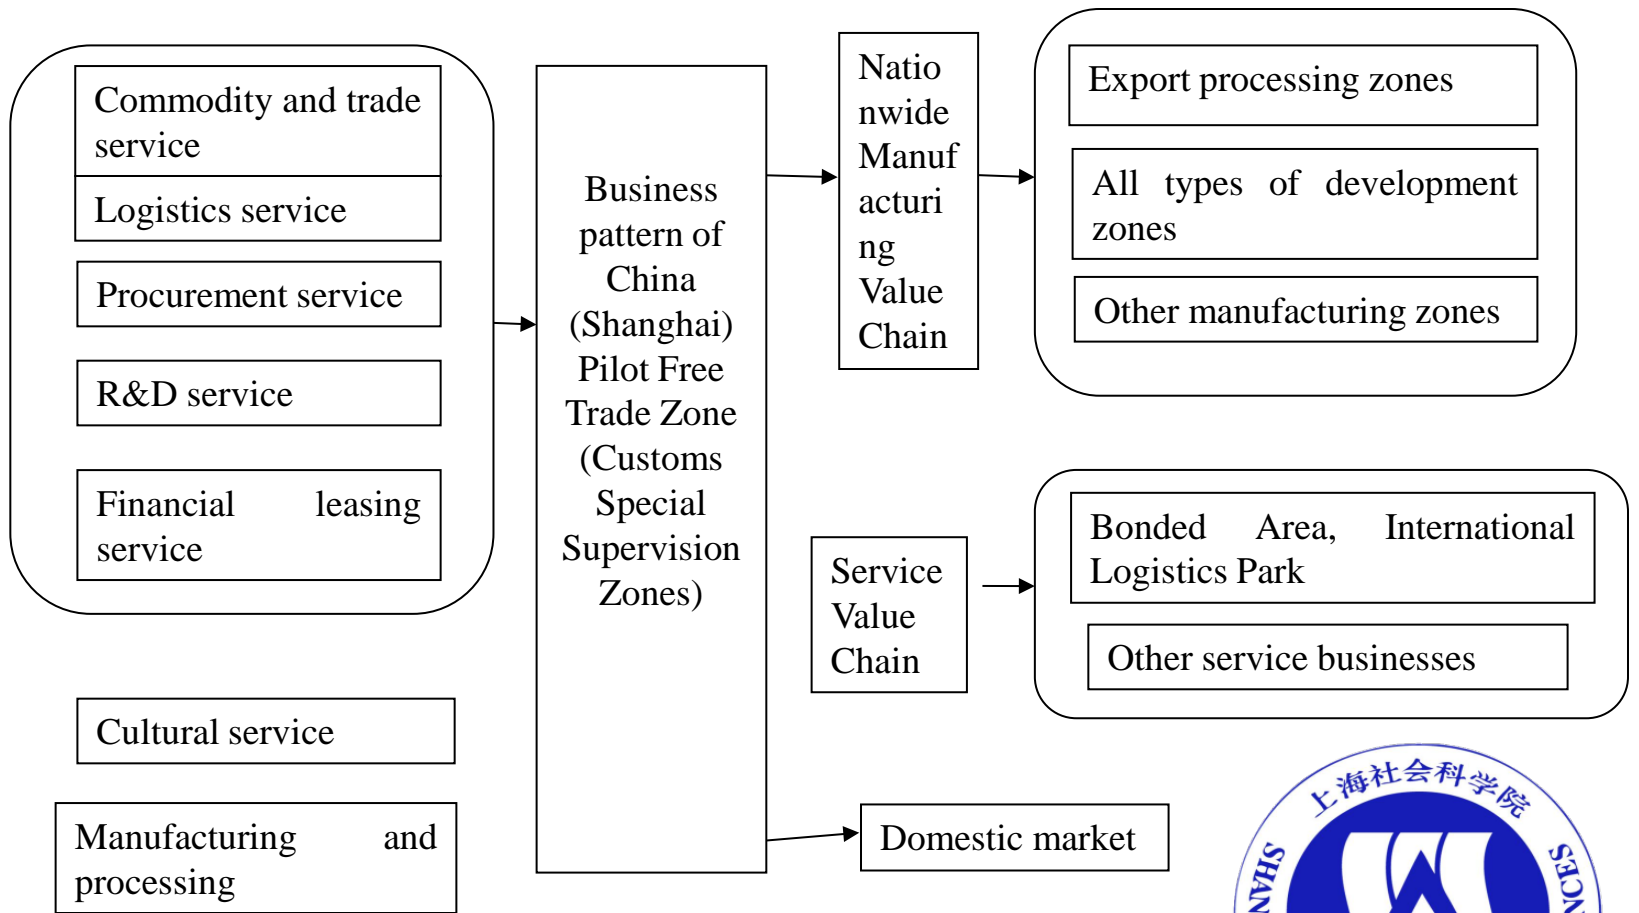 Commodity and trade
service
Logistics service
Procurement service
R&D service
Financial leasing
service
Cultural service
Manufacturing and
processing
Business
pattern of
China
(Shanghai)
Pilot Free
Trade Zone
(Customs
Special
Supervision
Zones)
Natio
nwide
Manuf
acturi
ng
Value
Chain
Export processing zones
All types of development
zones
Other manufacturing zones
Service
Value
Chain
Bonded Area, International
Logistics Park
Other service businesses
Domestic market
上海社会科学院
SHAN
NCES